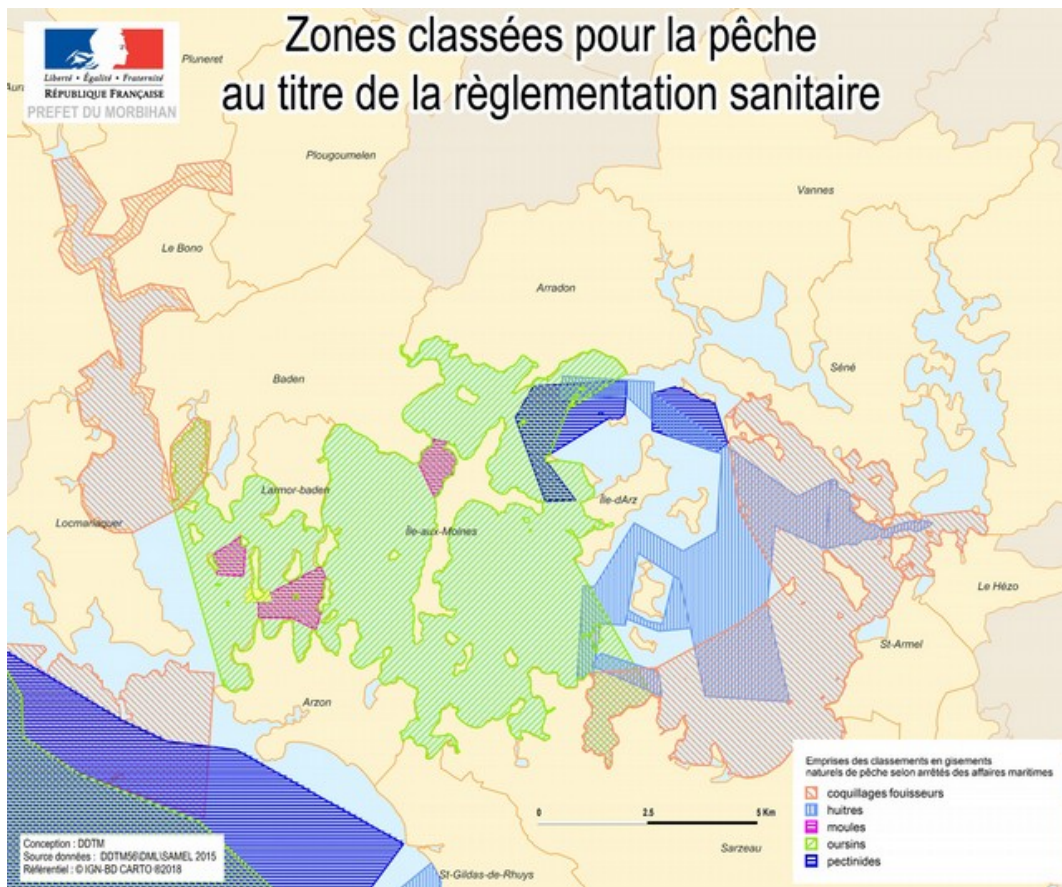 Zones classées pour la pêche
au titre de la règlementation sanitaire
Liberté • Égalité • Fraternité
RÉPUBLIQUE FRANÇAISE
PREFET DU MORBIHAN
Pluneret
Plougoumelen
Vannes
Le Bono
Arradon
Baden
Séné
Larmor-baden
Île-dArz
Locmariaquer
Île-aux-Moines
Le Hézo
St-Armel
Arzon
Emprises des classements en gisements
naturels de pêche selon arrêtés des affaires maritimes
coquillages fouisseurs
huitres
moules
oursins
pectinides
0 2.5 5 Km
Sarzeau
St-Gildas-de-Rhuys
Conception : DDTM
Source données : DDTM56\DML\SAMEL 2015
Référentiel : © IGN-BD CARTO ®2018